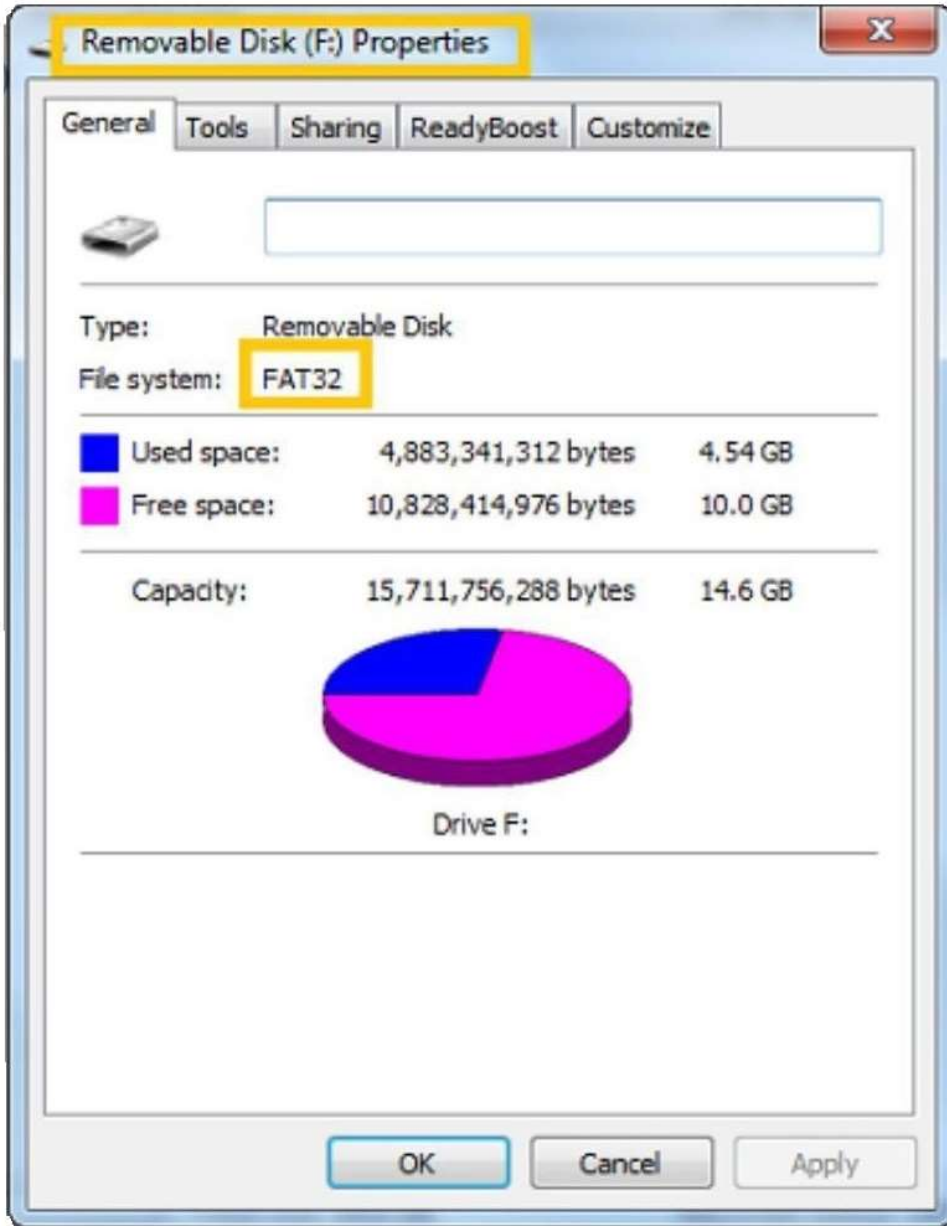 Removable Disk (F:) Properties
General Tools Sharing ReadyBoost Customize
Type: Removable Disk
File system: FAT32
Used space: 4,883,341,312 bytes 4.54 GB
Free space: 10,828,414,976 bytes 10.0 GB
Capacity: 15,711,756,288 bytes 14.6 GB
Drive F:
OK Cancel Apply